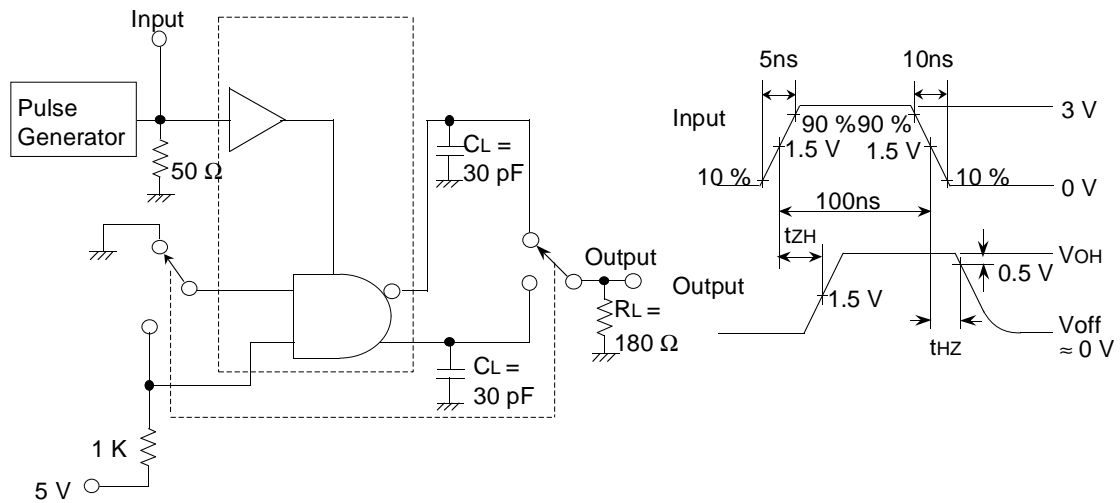 Input
Pulse
Generator
50 Ω
CL =
30 pF
Output
RL =
180 Ω
CL =
30 pF
1 K
5 V
5ns
10ns
Input
3 V
90 %
90 %
1.5 V
1.5 V
10 %
10 %
0 V
100ns
tZH
Output
VOH
0.5 V
1.5 V
tHZ
Voff
≈ 0 V